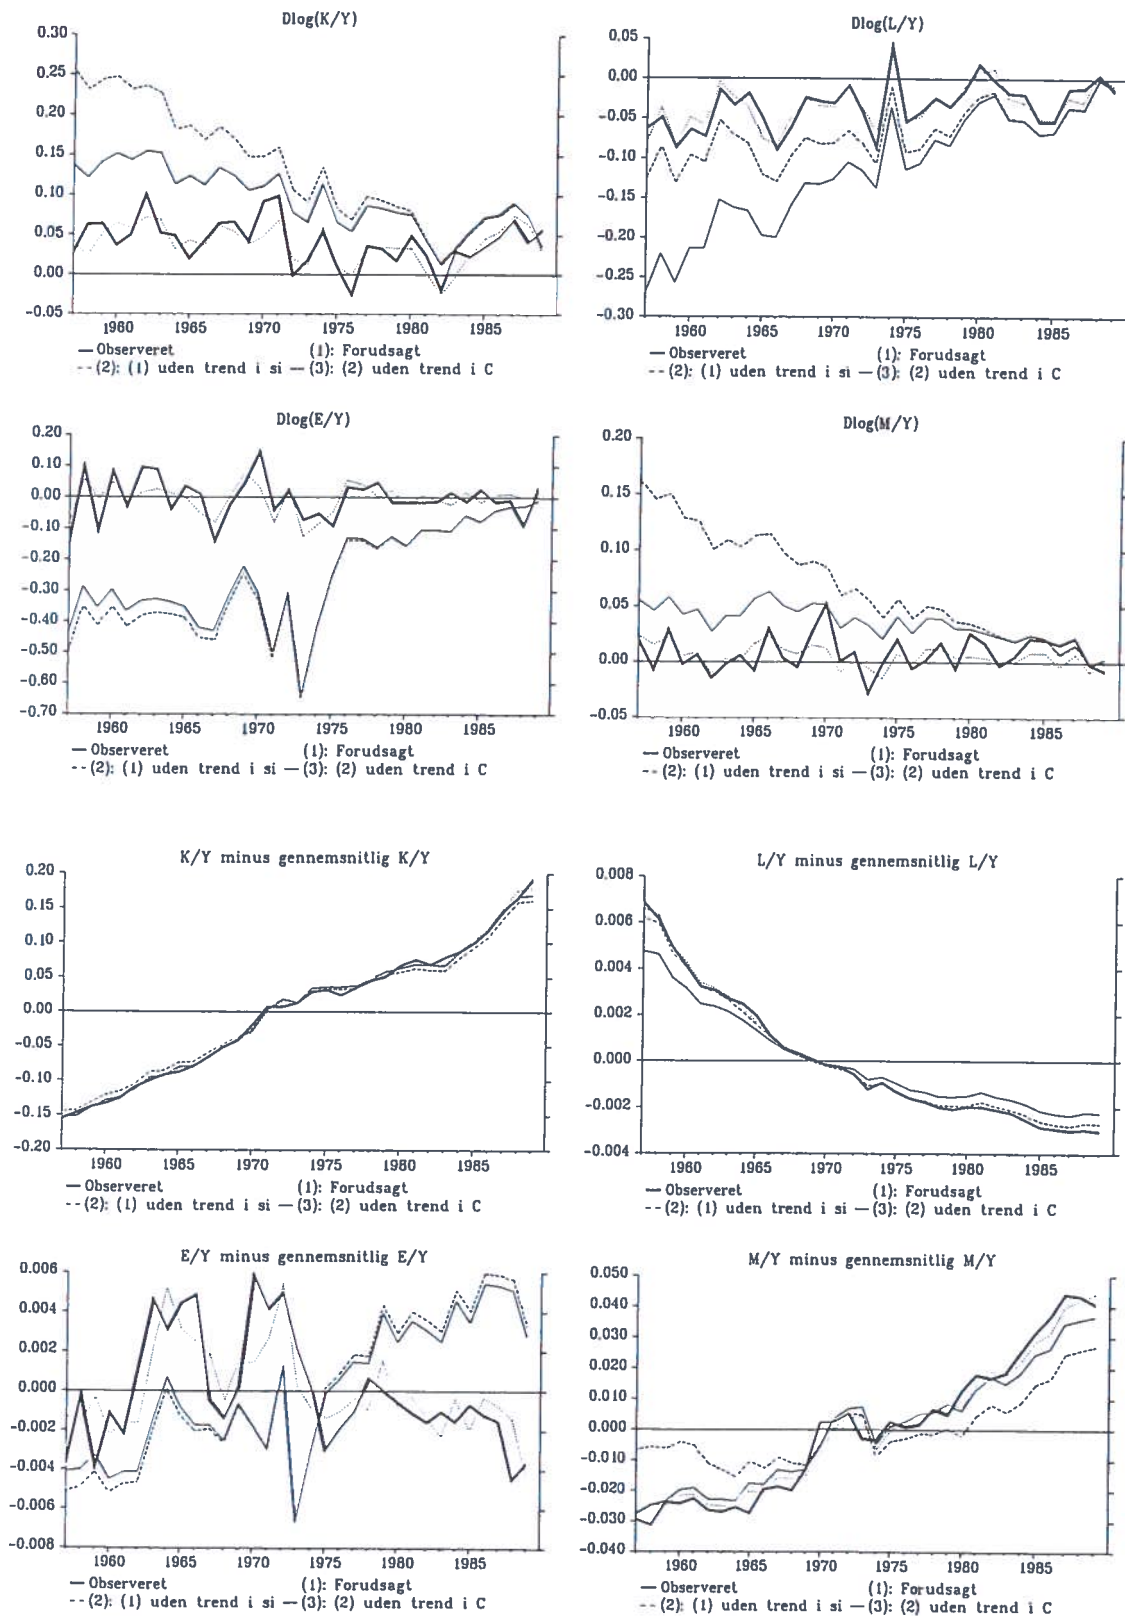 Dlog(K/Y)
0.30
0.25
0.20
0.15
0.10
0.05
0.00
-0.05
1960 1965 1970 1975 1980 1985
Observeret (1): Forudsagt
(2): (1) uden trend i si (3): (2) uden trend i C
Dlog(L/Y)
0.05
0.00
-0.05
-0.10
-0.15
-0.20
-0.25
-0.30
1960 1965 1970 1975 1980 1985
Observeret (1): Forudsagt
(2): (1) uden trend i si (3): (2) uden trend i C
Dlog(E/Y)
0.20
0.10
0.00
-0.10
-0.20
-0.30
-0.40
-0.50
-0.60
-0.70
1960 1965 1970 1975 1980 1985
Observeret (1): Forudsagt
(2): (1) uden trend i si (3): (2) uden trend i C
Dlog(M/Y)
0.20
0.15
0.10
0.05
0.00
-0.05
1960 1965 1970 1975 1980 1985
Observeret (1): Forudsagt
(2): (1) uden trend i si (3): (2) uden trend i C
K/Y minus gennemsnitlig K/Y
0.20
0.15
0.10
0.05
0.00
-0.05
-0.10
-0.15
-0.20
1960 1965 1970 1975 1980 1985
Observeret (1): Forudsagt
(2): (1) uden trend i si (3): (2) uden trend i C
L/Y minus gennemsnitlig L/Y
0.008
0.006
0.004
0.002
0.000
-0.002
-0.004
1960 1965 1970 1975 1980 1985
Observeret (1): Forudsagt
(2): (1) uden trend i si (3): (2) uden trend i C
E/Y minus gennemsnitlig E/Y
0.006
0.004
0.002
0.000
-0.002
-0.004
-0.006
-0.008
1960 1965 1970 1975 1980 1985
Observeret (1): Forudsagt
(2): (1) uden trend i si (3): (2) uden trend i C
M/Y minus gennemsnitlig M/Y
0.050
0.040
0.030
0.020
0.010
0.000
-0.010
-0.020
-0.030
-0.040
1960 1965 1970 1975 1980 1985
Observeret (1): Forudsagt
(2): (1) uden trend i si (3): (2) uden trend i C